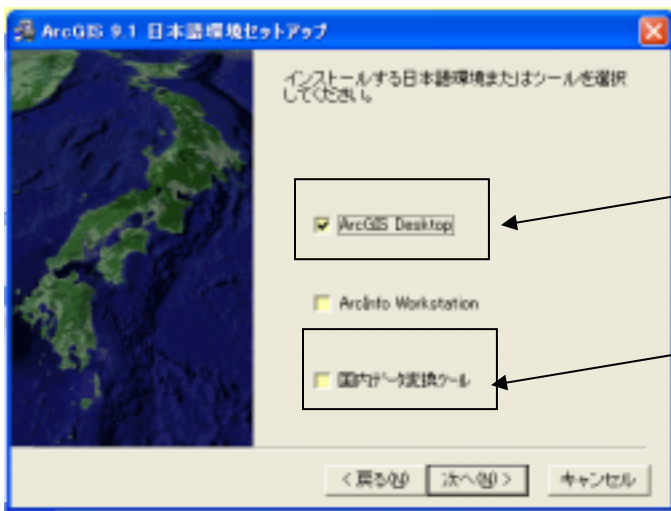 ArcGIS 9.1 日本語環境セットアップ
インストールする日本語環境またはツールを選択
してください。
ArcGIS Desktop
ArcInfo Workstation
国内データ変換ツール
< 戻る(B)
次へ(N) >
キャンセル